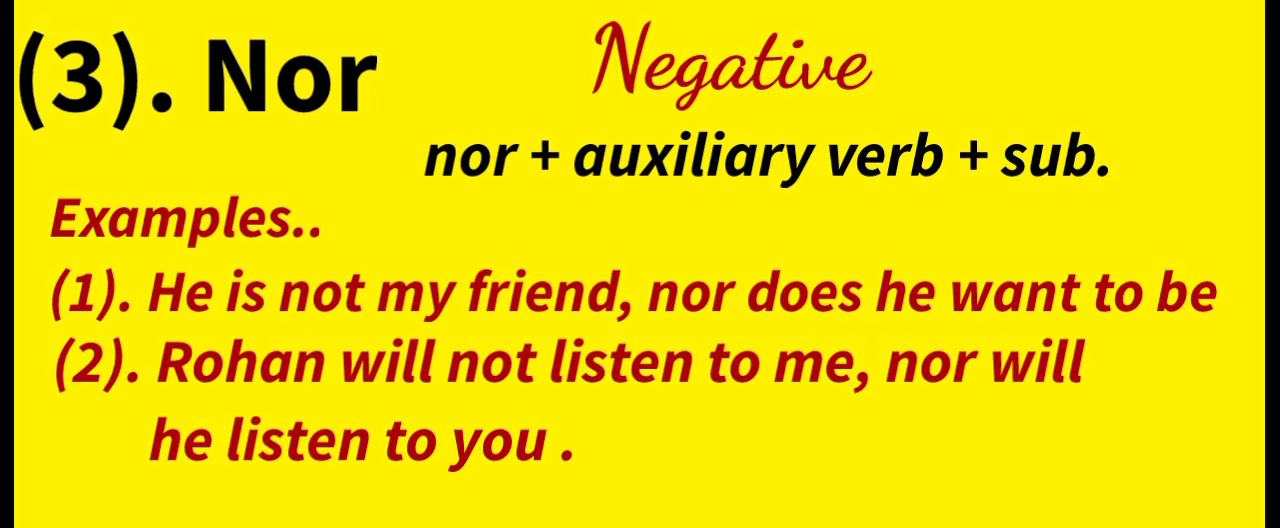 (3). Nor
Negative
nor + auxiliary verb + sub.
Examples..
(1). He is not my friend, nor does he want to be
(2). Rohan will not listen to me, nor will
he listen to you .